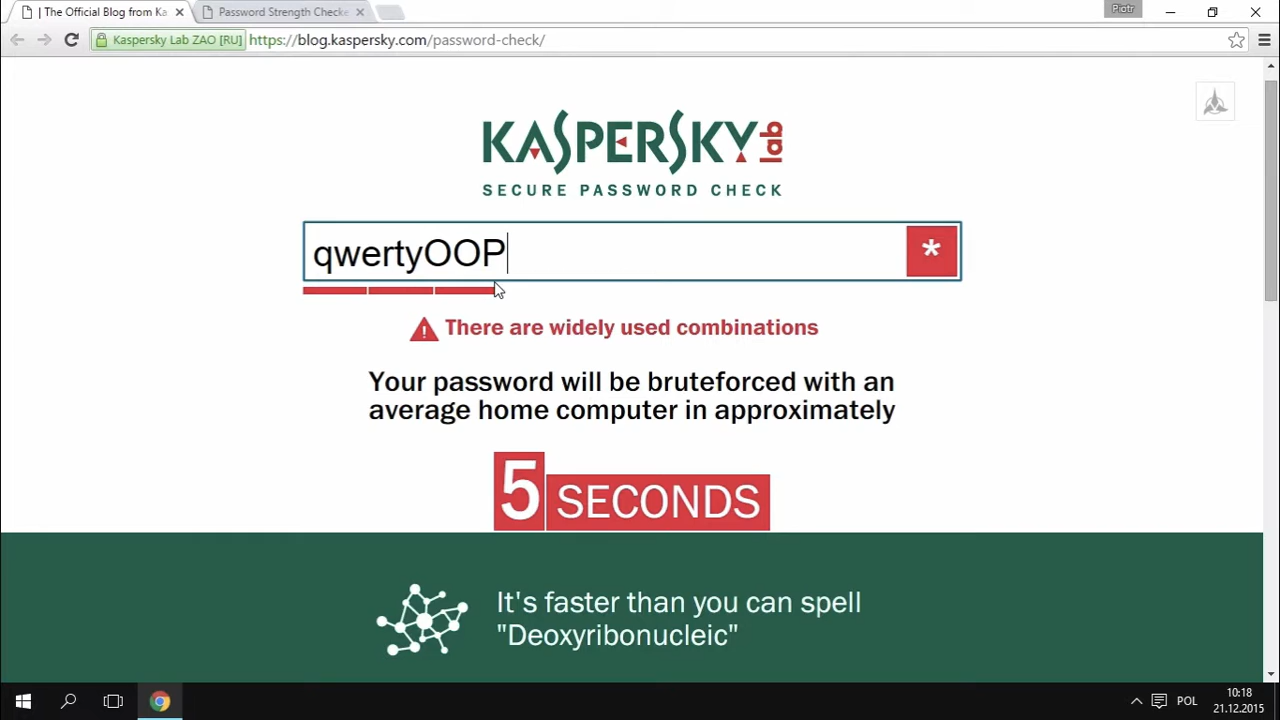 | The Official Blog from Ka
Password Strength Checke
Piotr
Kaspersky Lab ZAO [RU]
https://blog.kaspersky.com/password-check/
KASPERSKY lab
SECURE PASSWORD CHECK
qwertyOOP
*
There are widely used combinations
Your password will be bruteforced with an
average home computer in approximately
5 SECONDS
It's faster than you can spell
"Deoxyribonucleic"
POL
10:18
21.12.2015